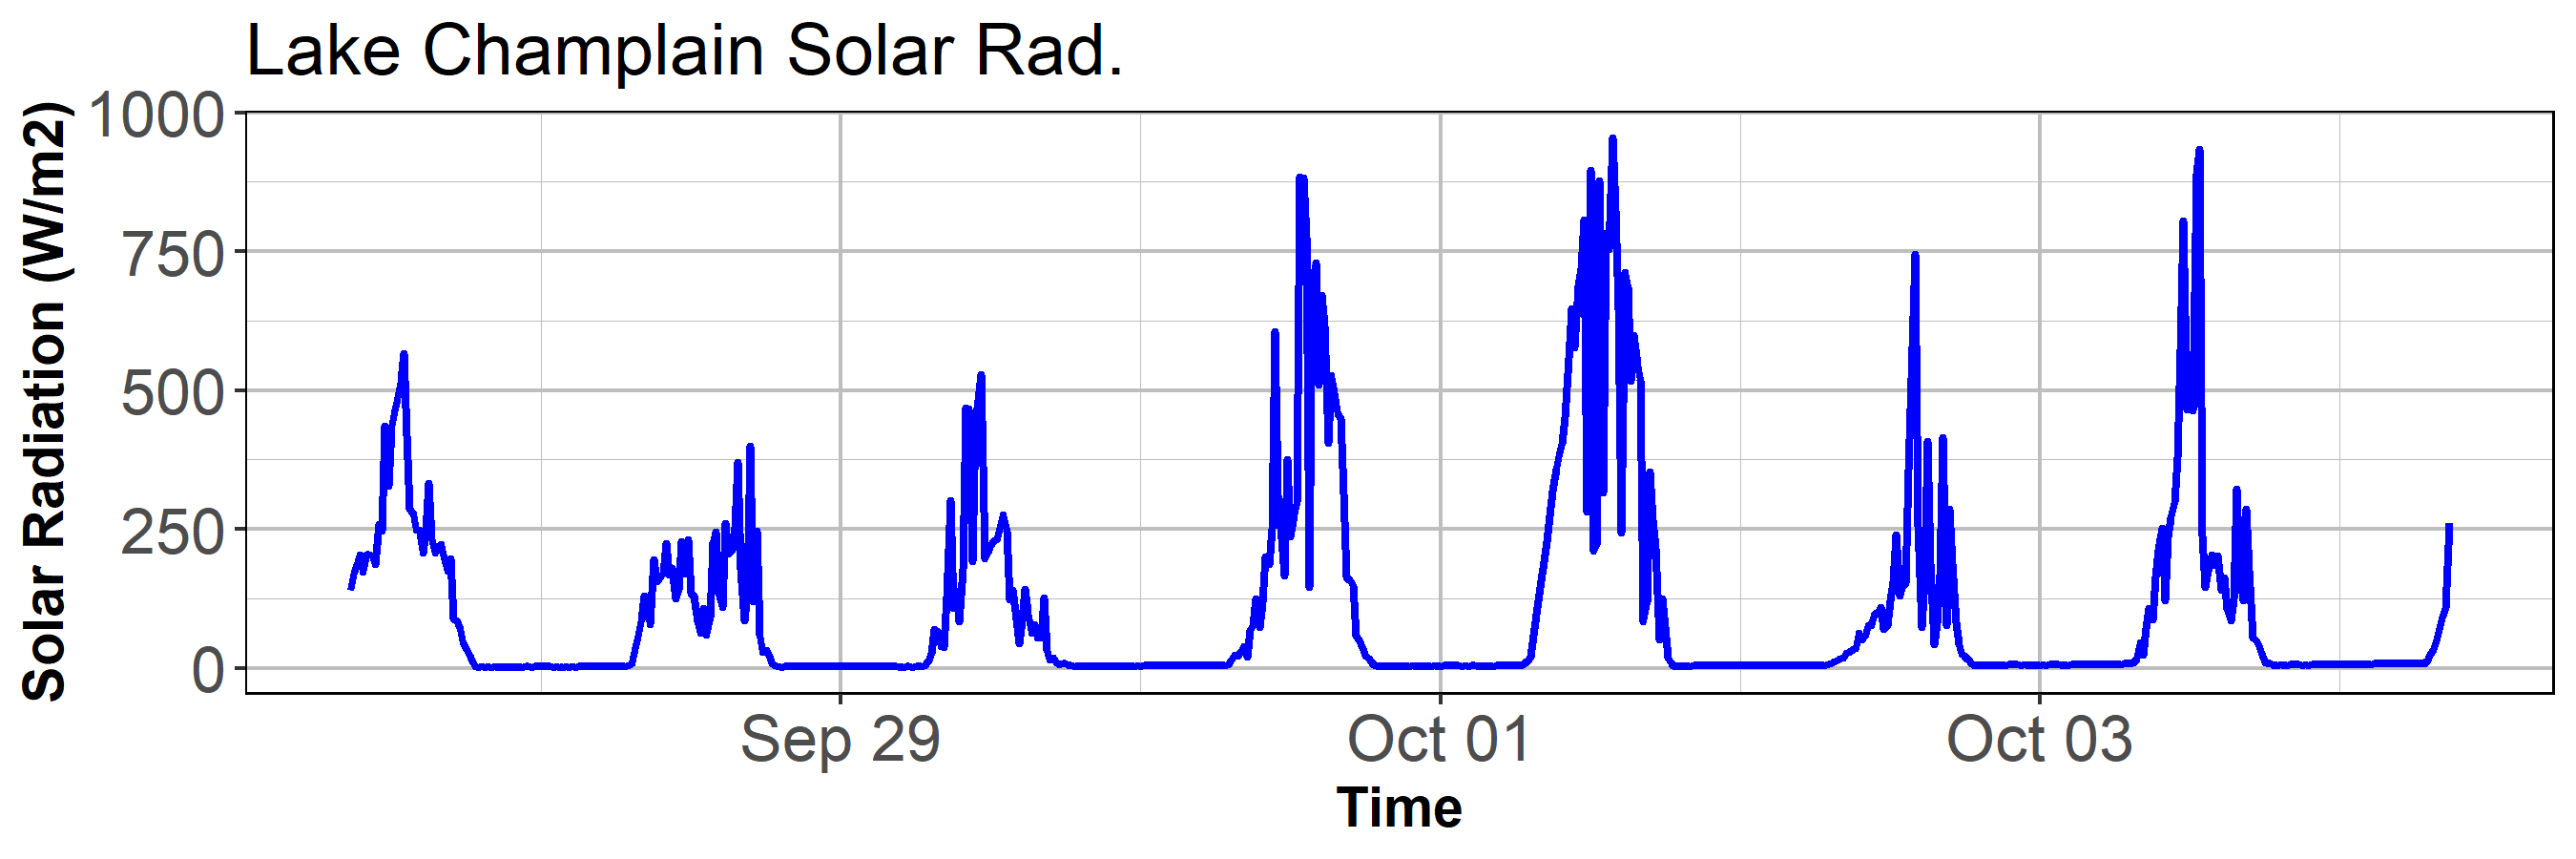 Lake Champlain Solar Rad.
Solar Radiation (W/m2)
1000
750
500
250
0
Sep 29
Oct 01
Oct 03
Time